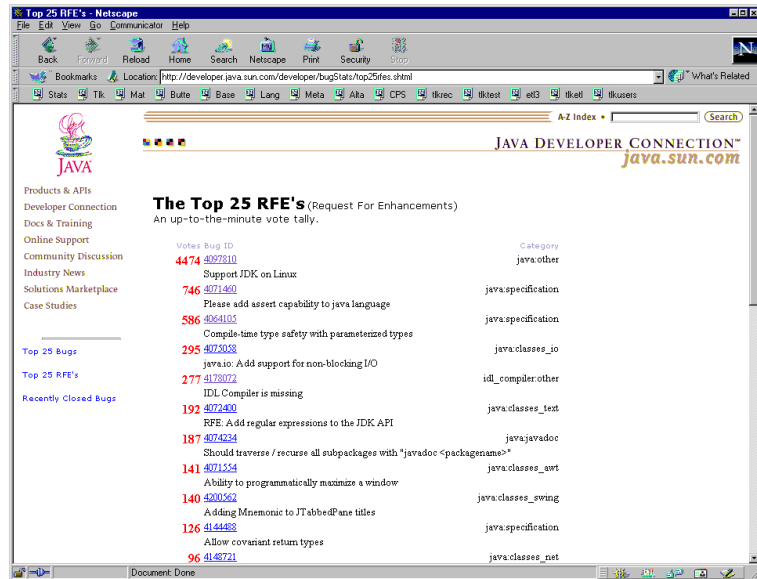 Top 25 RFE's - Netscape
File Edit View Go Communicator Help
Back Forward Reload Home Search Netscape Print Security Stop
Bookmarks Location: http://developer.java.sun.com/developer/bugStats/top25rfes.shtml What's Related
Stats Tlk Mat Butte Base Lang Meta Alta CPS tlkrec tlktest etl3 tlketl tlkusers
A-Z Index • Search
JAVA
JAVA DEVELOPER CONNECTION™
java.sun.com
Products & APIs
Developer Connection
Docs & Training
Online Support
Community Discussion
Industry News
Solutions Marketplace
Case Studies
Top 25 Bugs
Top 25 RFE's
Recently Closed Bugs
The Top 25 RFE's (Request For Enhancements)
An up-to-the-minute vote tally.
Votes Bug ID Category
4474 4097810 java:other
Support JDK on Linux
746 4071460 java:specification
Please add assert capability to java language
586 4064105 java:specification
Compile-time type safety with parameterized types
295 4075058 java:classes_io
java.io: Add support for non-blocking I/O
277 4178072 idl_compiler:other
IDL Compiler is missing
192 4072400 java:classes_text
RFE: Add regular expressions to the JDK API
187 4074234 java:javadoc
Should traverse / recurse all subpackages with "javadoc <packagename>"
141 4071554 java:classes_awt
Ability to programmatically maximize a window
140 4200562 java:classes_swing
Adding Mnemonic to JTabbedPane titles
126 4144488 java:specification
Allow covariant return types
96 4148721 java:classes_net
Document: Done